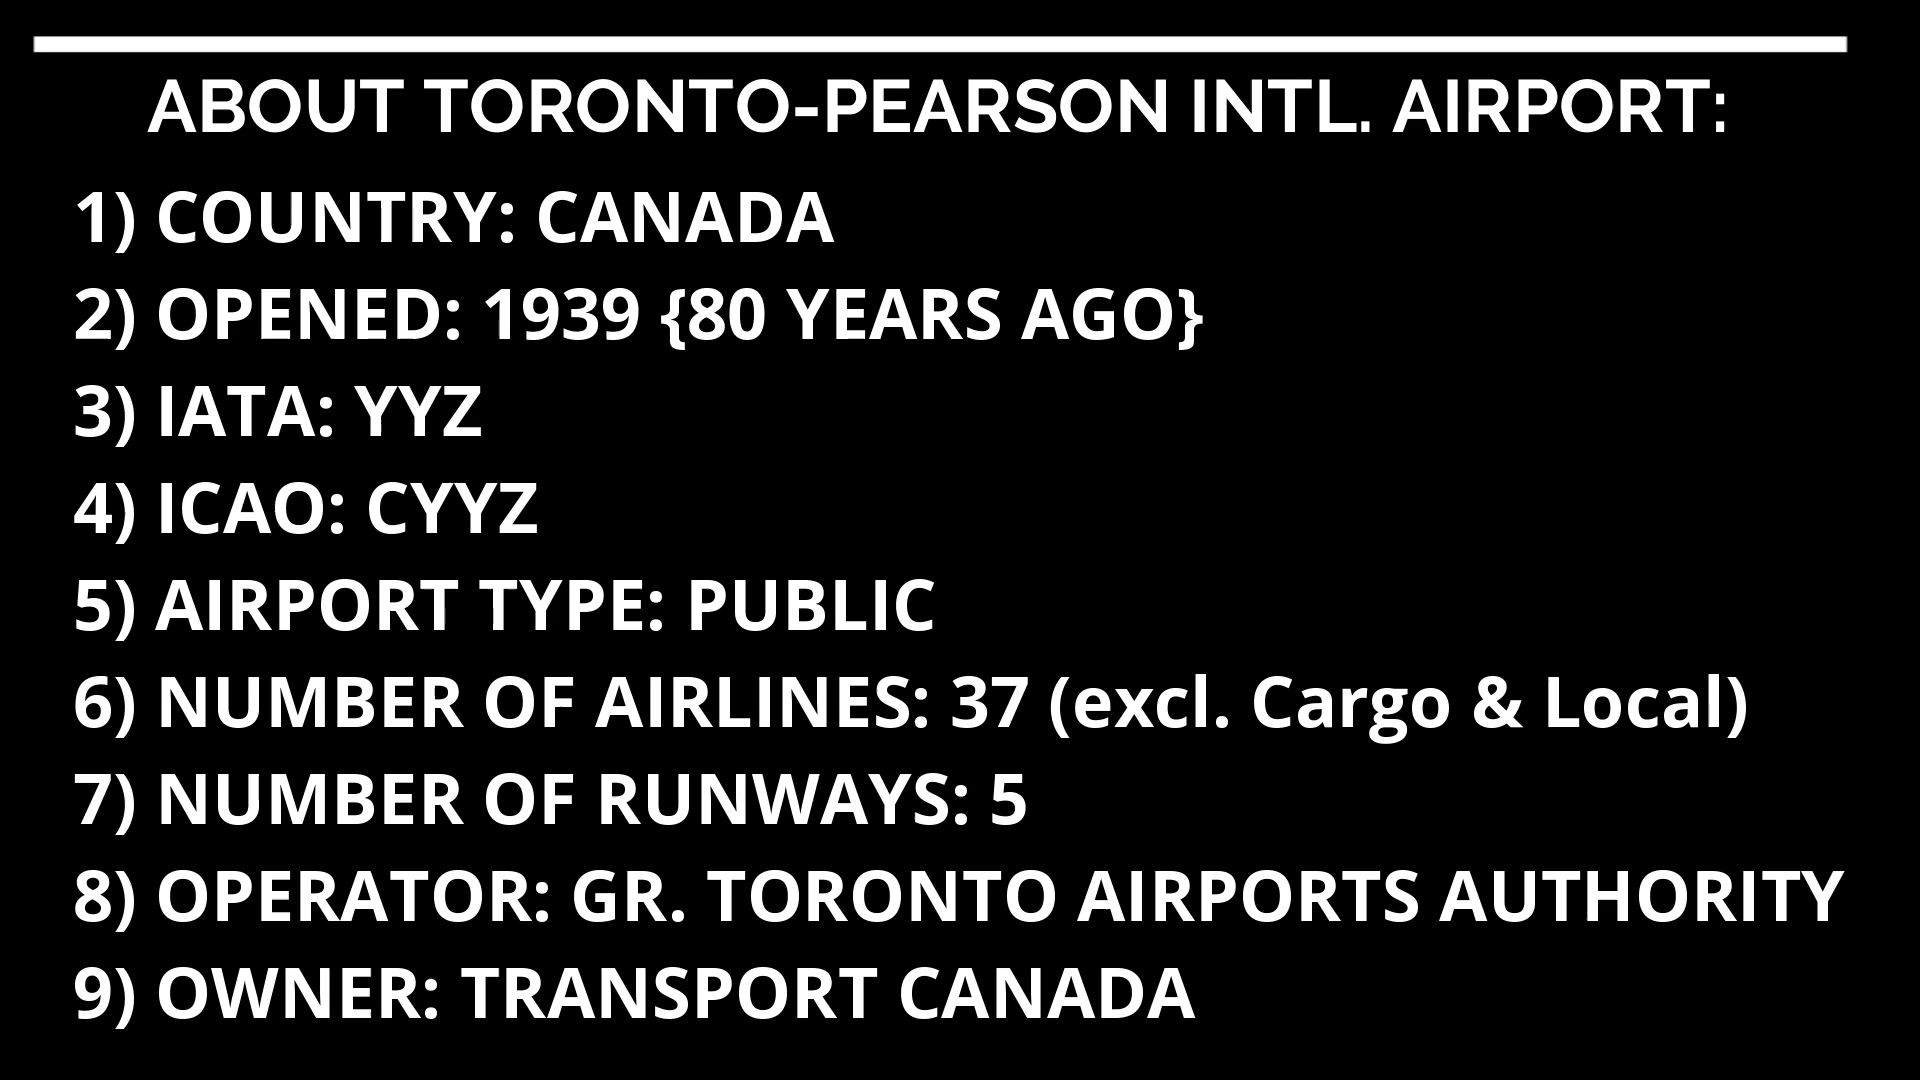 ABOUT TORONTO-PEARSON INTL. AIRPORT:
1) COUNTRY: CANADA
2) OPENED: 1939 {80 YEARS AGO}
3) IATA: YYZ
4) ICAO: CYYZ
5) AIRPORT TYPE: PUBLIC
6) NUMBER OF AIRLINES: 37 (excl. Cargo & Local)
7) NUMBER OF RUNWAYS: 5
8) OPERATOR: GR. TORONTO AIRPORTS AUTHORITY
9) OWNER: TRANSPORT CANADA